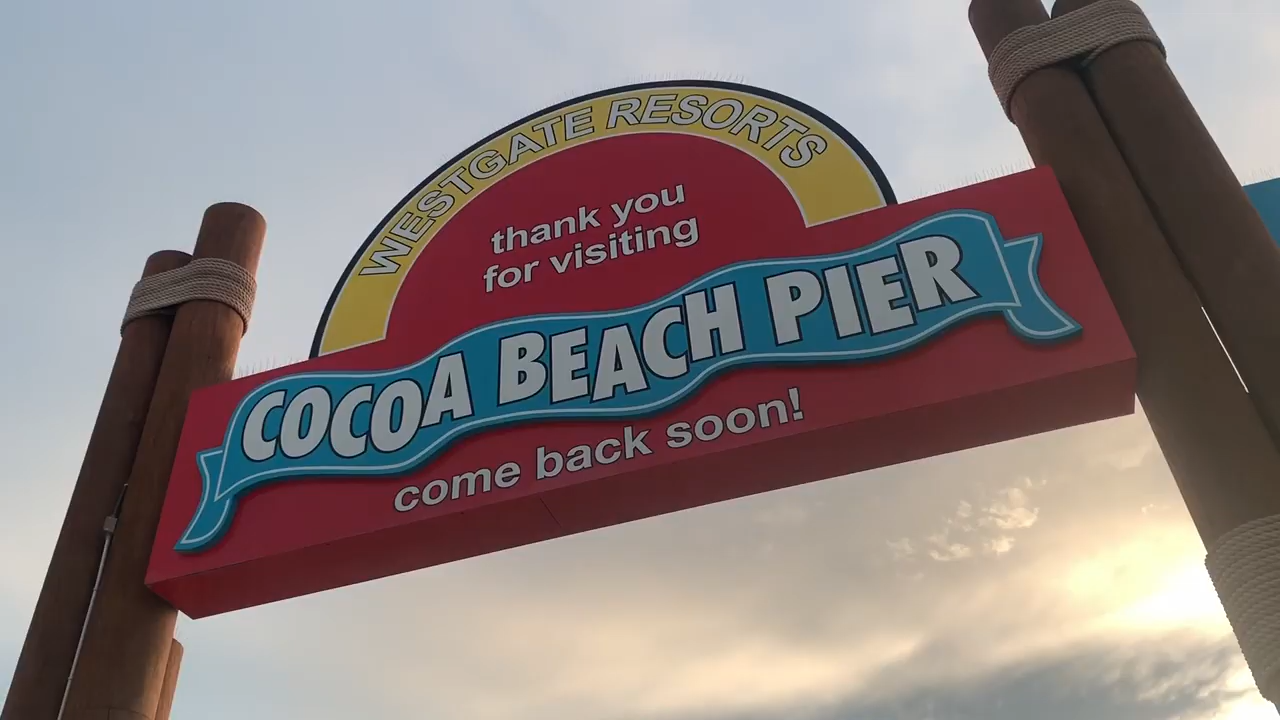 WESTGATE RESORTS
thank you
for visiting
COCOA BEACH PIER
come back soon!